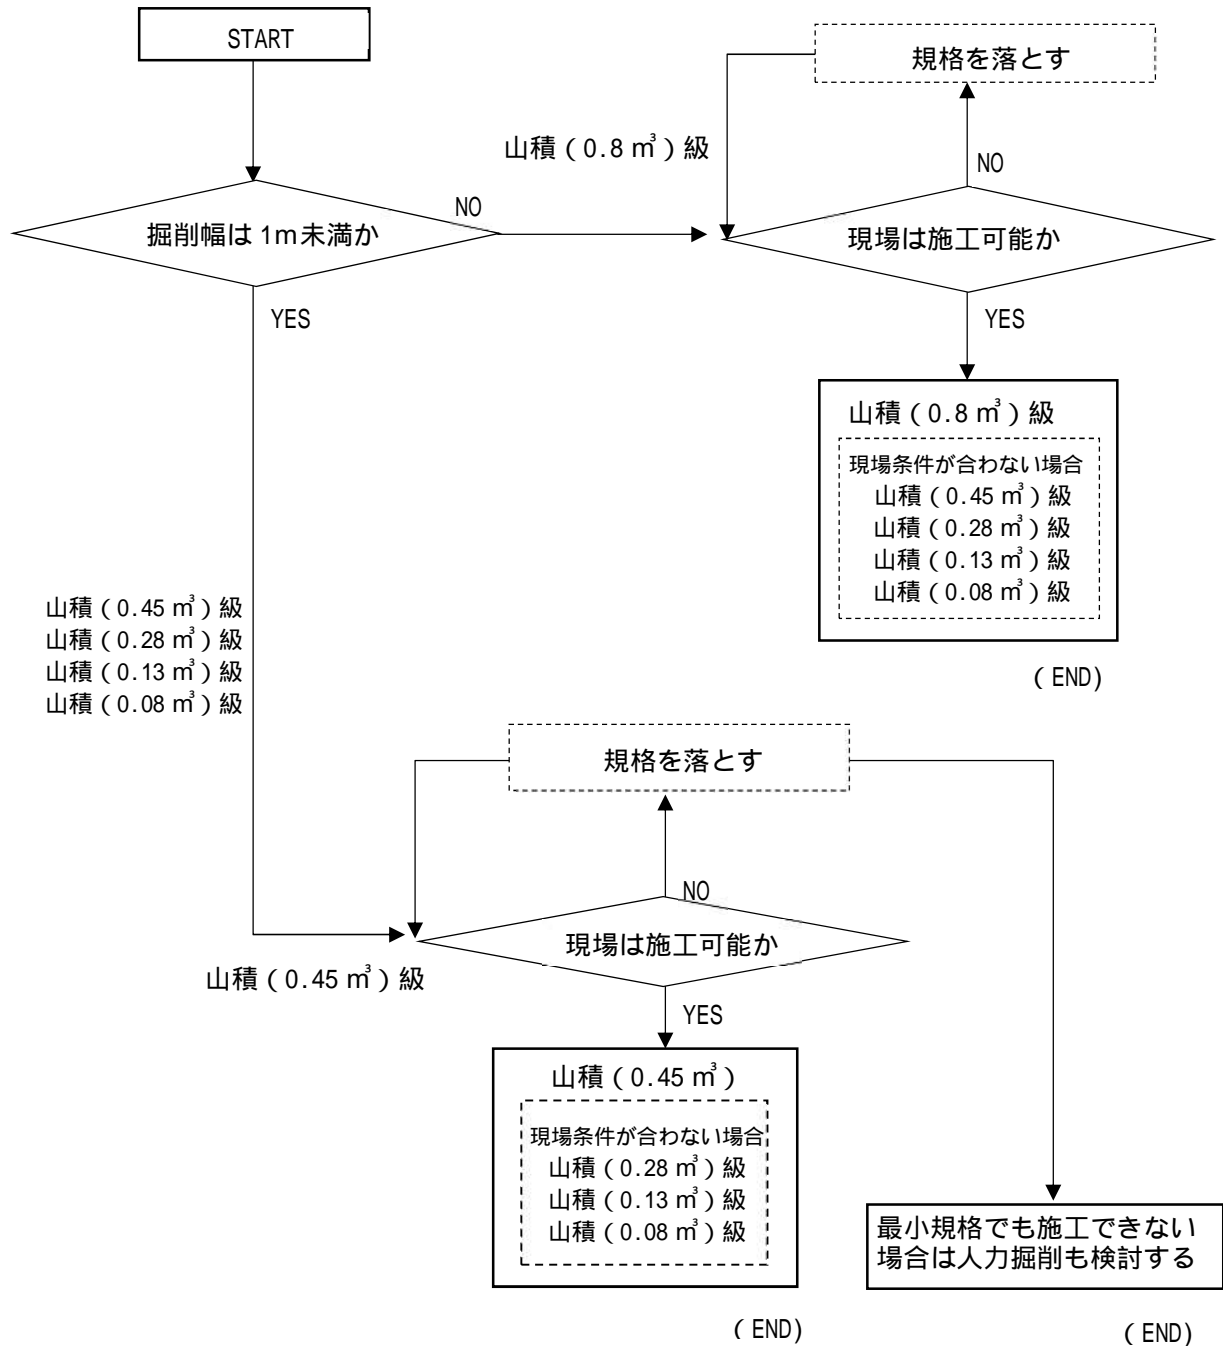 START
規格を落とす
山積(0.8㎥)級
NO
NO
掘削幅は1m未満か
現場は施工可能か
YES
YES
山積(0.8㎥)級
現場条件が合わない場合
山積(0.45㎥)級
山積(0.28㎥)級
山積(0.13㎥)級
山積(0.08㎥)級
(END)
山積(0.45㎥)級
山積(0.28㎥)級
山積(0.13㎥)級
山積(0.08㎥)級
規格を落とす
NO
現場は施工可能か
山積(0.45㎥)級
YES
山積(0.45㎥)
現場条件が合わない場合
山積(0.28㎥)級
山積(0.13㎥)級
山積(0.08㎥)級
(END)
最小規格でも施工できない
場合は人力掘削も検討する
(END)